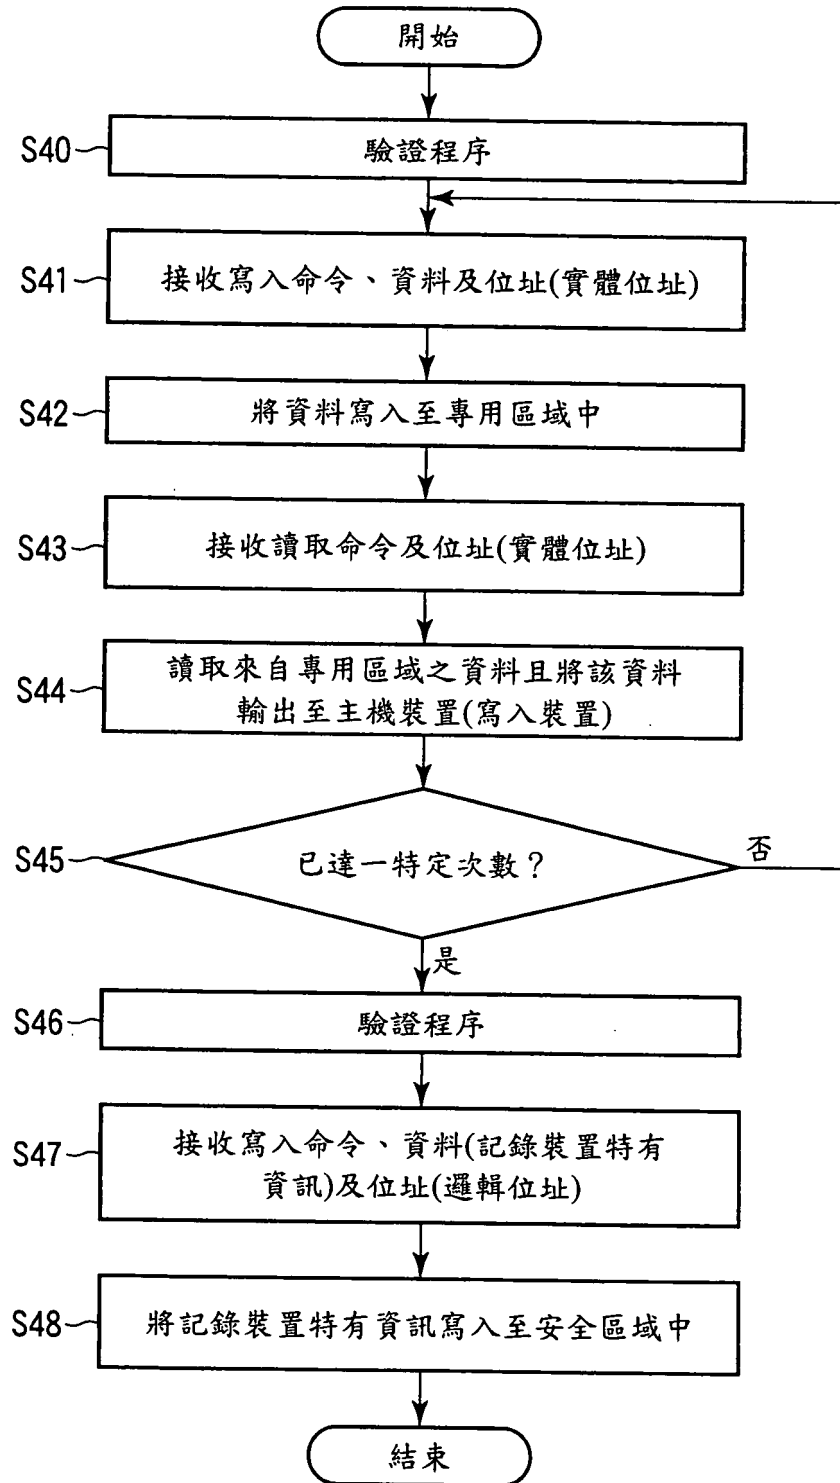 開始
S40
驗證程序
S41
接收寫入命令、資料及位址(實體位址)
S42
將資料寫入至專用區域中
S43
接收讀取命令及位址(實體位址)
S44
讀取來自專用區域之資料且將該資料
輸出至主機裝置(寫入裝置)
S45
已達一特定次數?
否
是
S46
驗證程序
S47
接收寫入命令、資料(記錄裝置特有
資訊)及位址(邏輯位址)
S48
將記錄裝置特有資訊寫入至安全區域中
結束